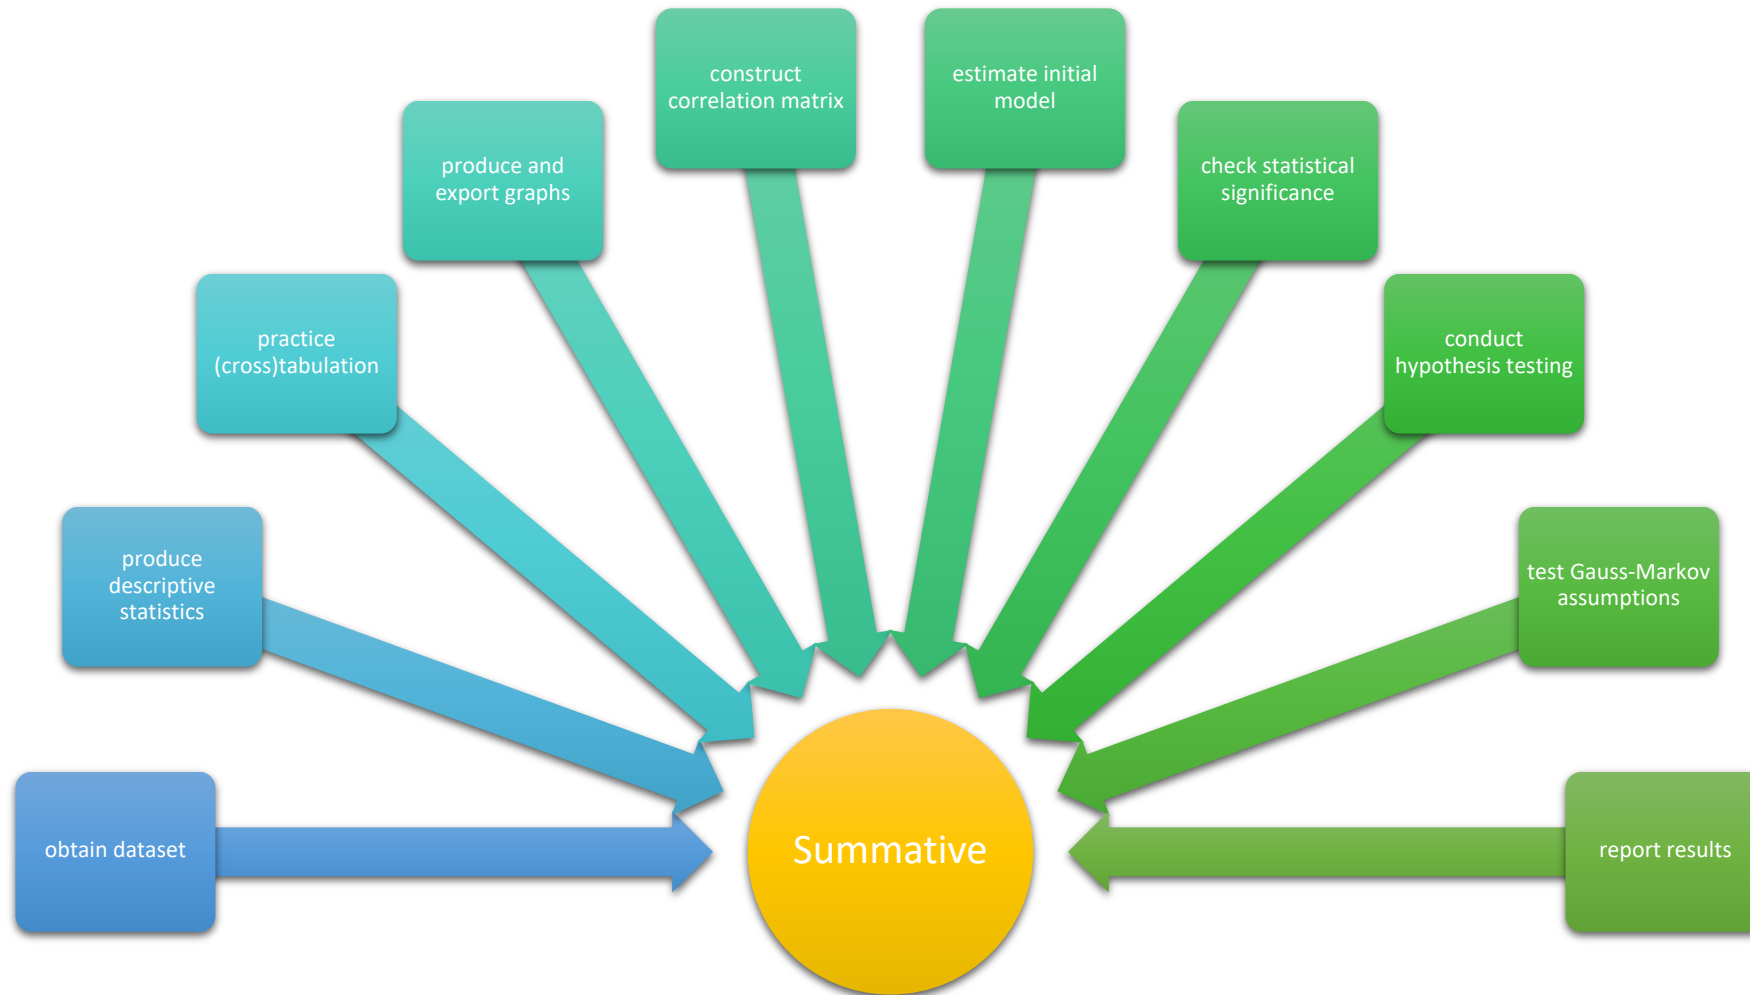 obtain dataset
produce
descriptive
statistics
practice
(cross)tabulation
produce and
export graphs
construct
correlation matrix
estimate initial
model
check statistical
significance
conduct
hypothesis testing
test Gauss-Markov
assumptions
report results
Summative